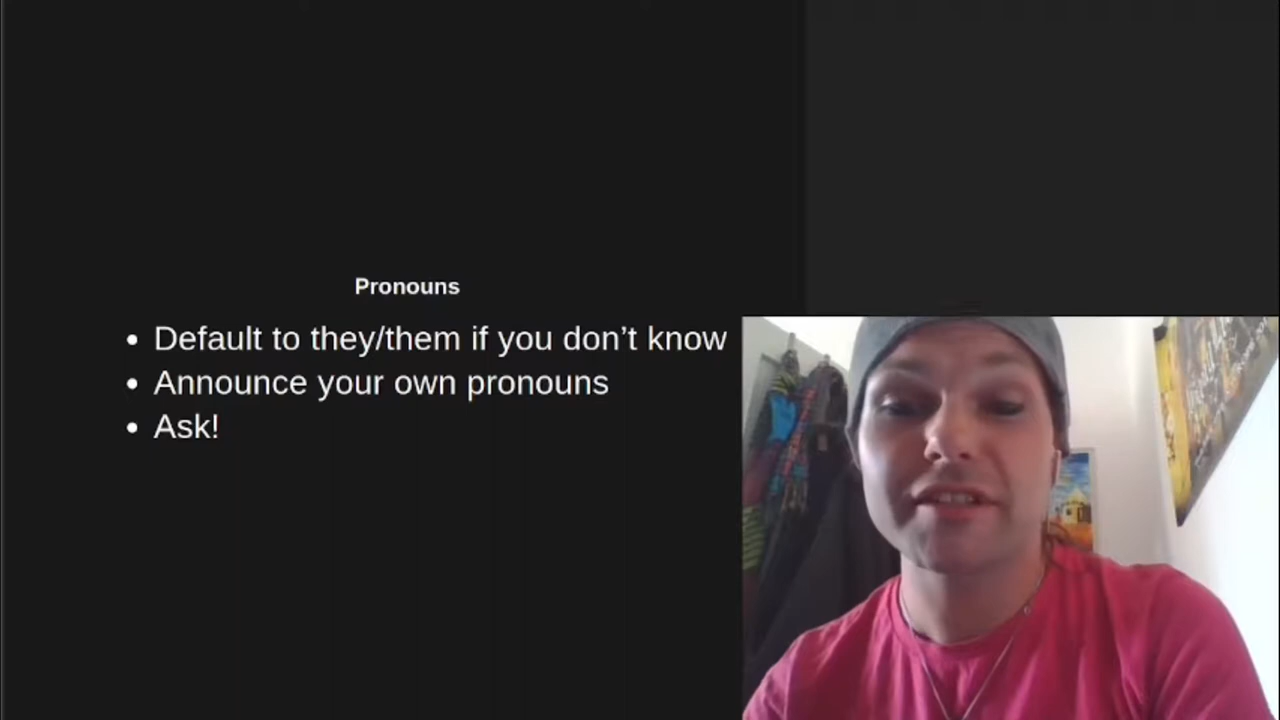 Pronouns
• Default to they/them if you don’t know
• Announce your own pronouns
• Ask!